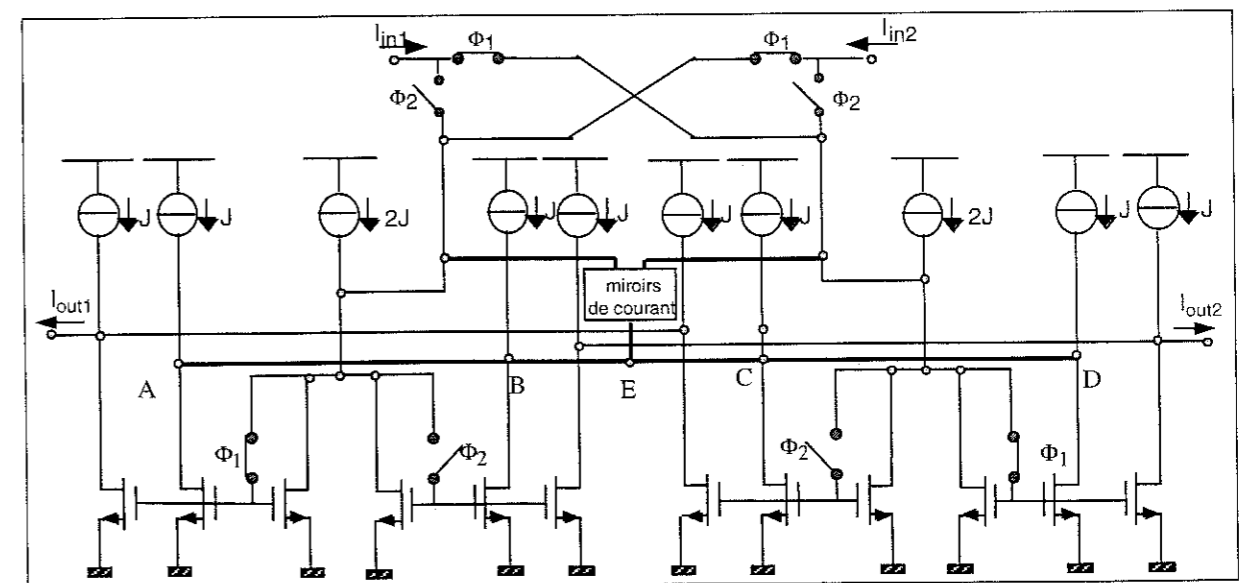 Iin1 Φ1 Φ1 Iin2
Φ2 Φ2
J J 2J J J J J 2J J J
miroirs
de courant
Iout1 Iout2
A B E C D
Φ1 Φ2 Φ2 Φ1